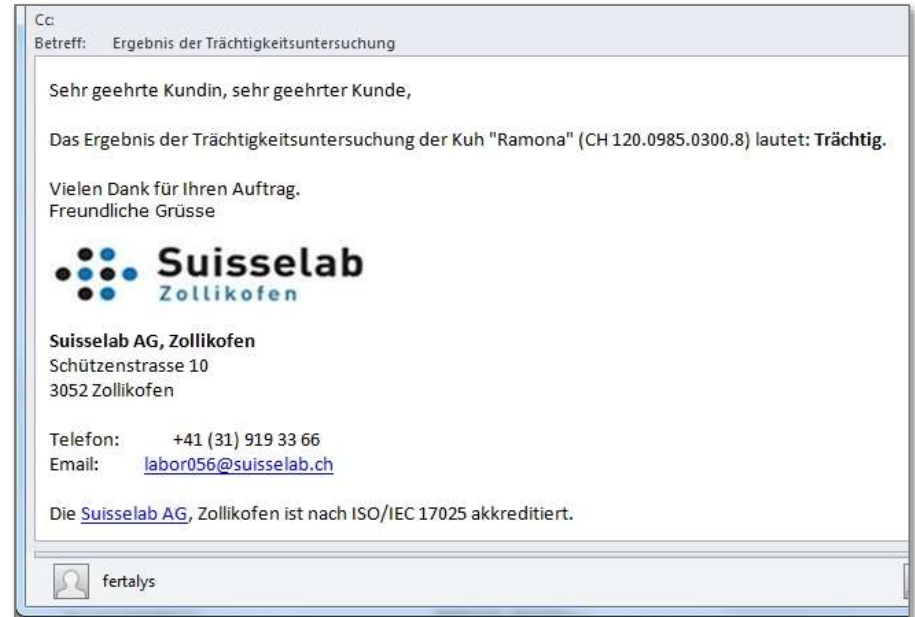 Cc:
Betreff: Ergebnis der Trächtigkeitsuntersuchung
Sehr geehrte Kundin, sehr geehrter Kunde,
Das Ergebnis der Trächtigkeitsuntersuchung der Kuh "Ramona" (CH 120.0985.0300.8) lautet: Trächtig.
Vielen Dank für Ihren Auftrag.
Freundliche Grüsse
Suisselab
Zollikofen
Suisselab AG, Zollikofen
Schützenstrasse 10
3052 Zollikofen
Telefon: +41 (31) 919 33 66
Email: labor056@suisselab.ch
Die Suisselab AG, Zollikofen ist nach ISO/IEC 17025 akkreditiert.
fertalys